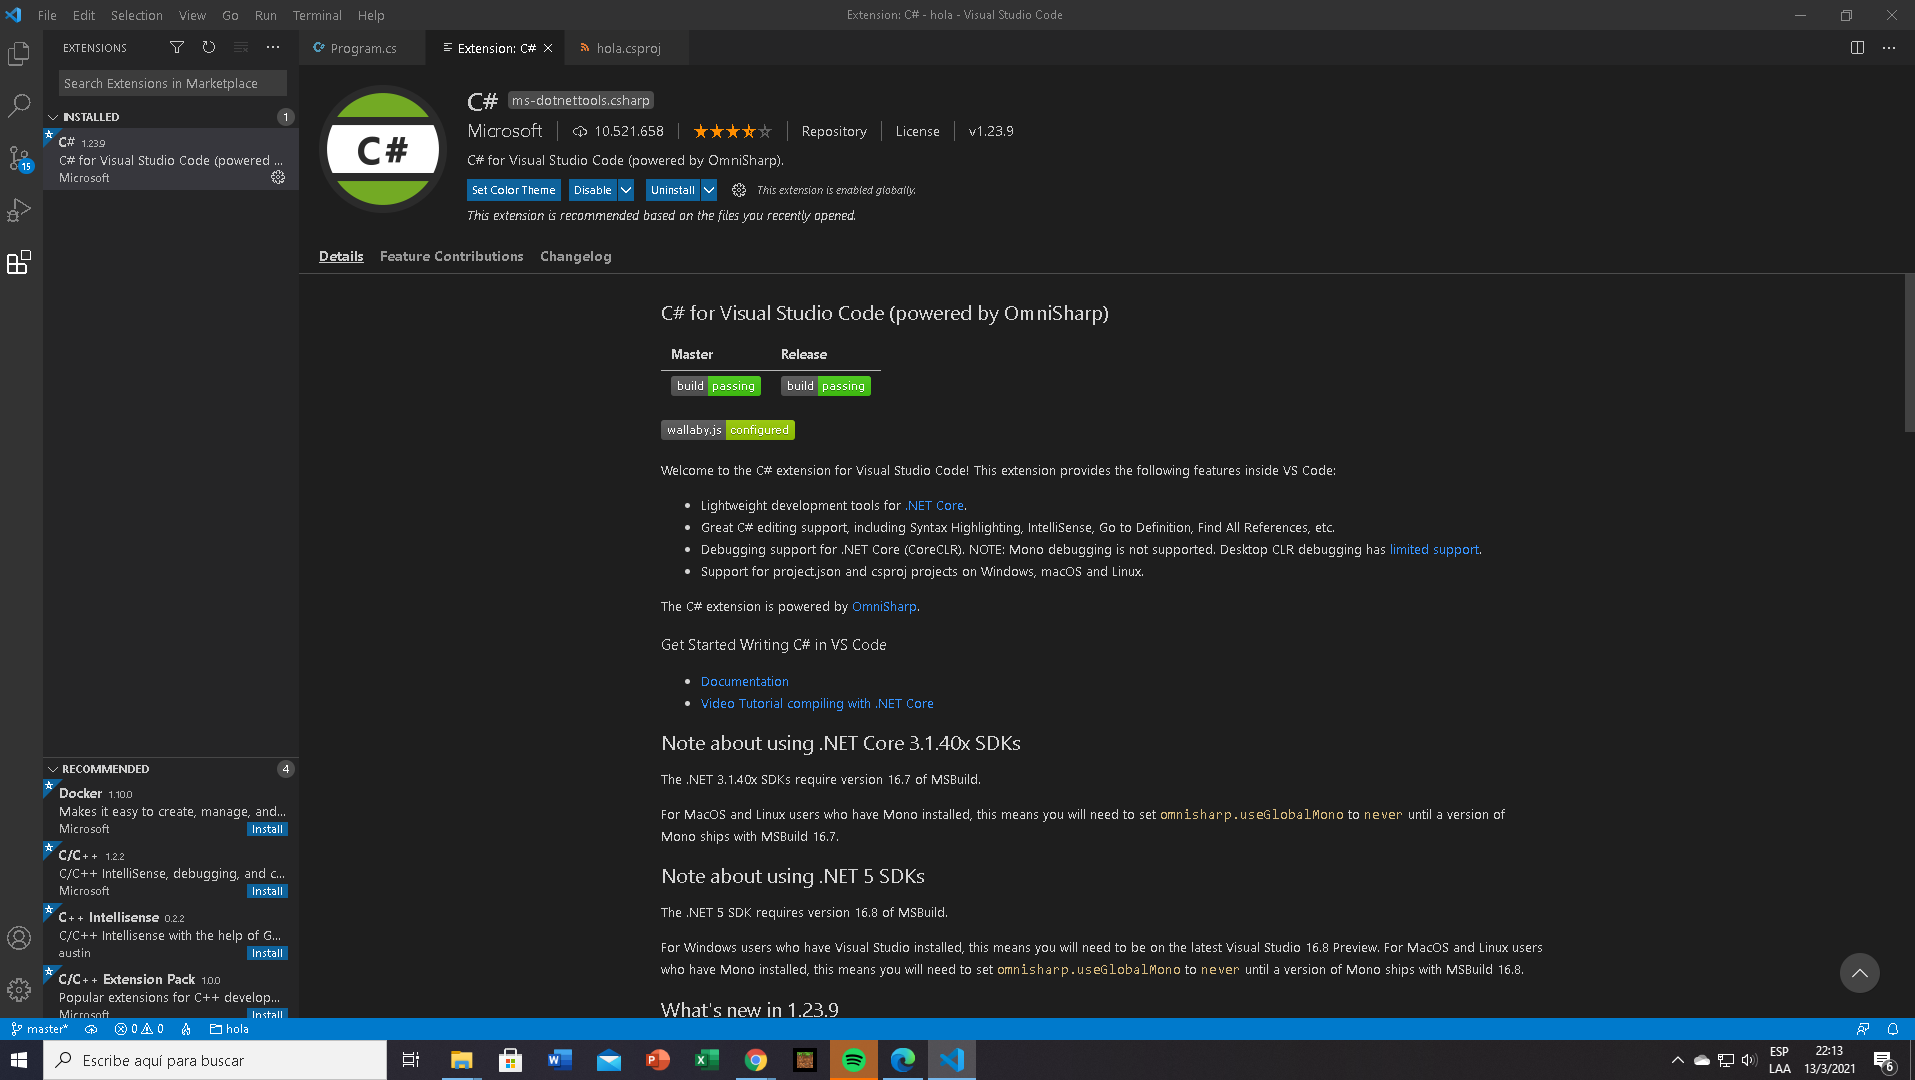 File Edit Selection View Go Run Terminal Help
Extension: C# - hola - Visual Studio Code
EXTENSIONS
Program.cs
Extension: C#
hola.csproj
Search Extensions in Marketplace
INSTALLED 1
C# 1.23.9
C# for Visual Studio Code (powered ...
Microsoft
15
C#
C# ms-dotnettools.csharp
Microsoft 10.521.658 Repository License v1.23.9
C# for Visual Studio Code (powered by OmniSharp).
Set Color Theme Disable Uninstall This extension is enabled globally.
This extension is recommended based on the files you recently opened.
Details Feature Contributions Changelog
C# for Visual Studio Code (powered by OmniSharp)
Master Release
build passing build passing
wallaby.js configured
Welcome to the C# extension for Visual Studio Code! This extension provides the following features inside VS Code:
Lightweight development tools for .NET Core.
Great C# editing support, including Syntax Highlighting, IntelliSense, Go to Definition, Find All References, etc.
Debugging support for .NET Core (CoreCLR). NOTE: Mono debugging is not supported. Desktop CLR debugging has limited support.
Support for project.json and csproj projects on Windows, macOS and Linux.
The C# extension is powered by OmniSharp.
Get Started Writing C# in VS Code
Documentation
Video Tutorial compiling with .NET Core
Note about using .NET Core 3.1.40x SDKs
The .NET 3.1.40x SDKs require version 16.7 of MSBuild.
For MacOS and Linux users who have Mono installed, this means you will need to set omnisharp.useGlobalMono to never until a version of
Mono ships with MSBuild 16.7.
Note about using .NET 5 SDKs
The .NET 5 SDK requires version 16.8 of MSBuild.
For Windows users who have Visual Studio installed, this means you will need to be on the latest Visual Studio 16.8 Preview. For MacOS and Linux users
who have Mono installed, this means you will need to set omnisharp.useGlobalMono to never until a version of Mono ships with MSBuild 16.8.
What's new in 1.23.9
RECOMMENDED 4
Docker 1.10.0
Makes it easy to create, manage, and...
Microsoft Install
C/C++ 1.2.2
C/C++ IntelliSense, debugging, and c...
Microsoft Install
C++ Intellisense 0.2.2
C/C++ Intellisense with the help of G...
austin Install
C/C++ Extension Pack 1.0.0
Popular extensions for C++ develop...
Microsoft Install
master* 0 0 hola
Escribe aquí para buscar
ESP
LAA
22:13
13/3/2021
6